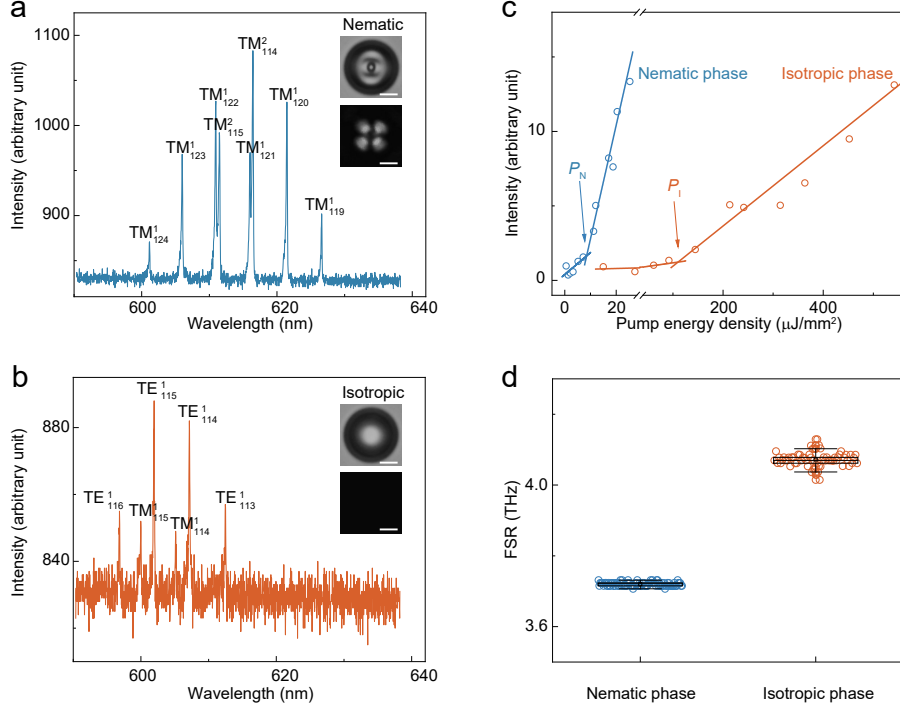 a
Intensity (arbitrary unit)
1100
1000
900
600
620
640
Wavelength (nm)
TM¹₁₂₄
TM¹₁₂₃
TM¹₁₂₂
TM²₁₁₅
TM²₁₁₄
TM¹₁₂₁
TM¹₁₂₀
TM¹₁₁₉
Nematic
b
Intensity (arbitrary unit)
880
840
600
620
640
Wavelength (nm)
TE¹₁₁₆
TM¹₁₁₅
TE¹₁₁₅
TM¹₁₁₄
TE¹₁₁₄
TE¹₁₁₃
Isotropic
c
Intensity (arbitrary unit)
10
0
0
20
200
400
Pump energy density (μJ/mm²)
Nematic phase
Isotropic phase
P_N
P_I
d
FSR (THz)
4.0
3.6
Nematic phase
Isotropic phase